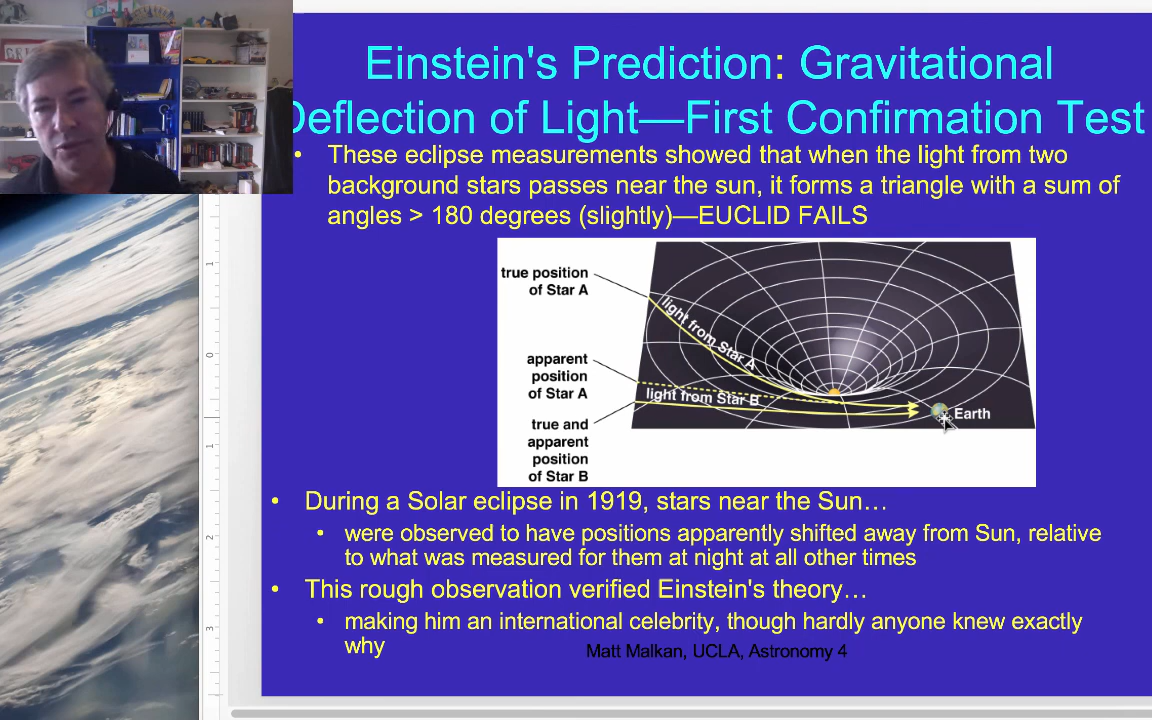 Einstein's Prediction: Gravitational
Deflection of Light—First Confirmation Test
• These eclipse measurements showed that when the light from two
background stars passes near the sun, it forms a triangle with a sum of
angles > 180 degrees (slightly)—EUCLID FAILS
true position
of Star A
light from Star A
apparent
position
of Star A
light from Star B
Earth
true and
apparent
position
of Star B
• During a Solar eclipse in 1919, stars near the Sun…
• were observed to have positions apparently shifted away from Sun, relative
to what was measured for them at night at all other times
• This rough observation verified Einstein's theory…
• making him an international celebrity, though hardly anyone knew exactly
why
Matt Malkan, UCLA, Astronomy 4
1
0
1
2
3